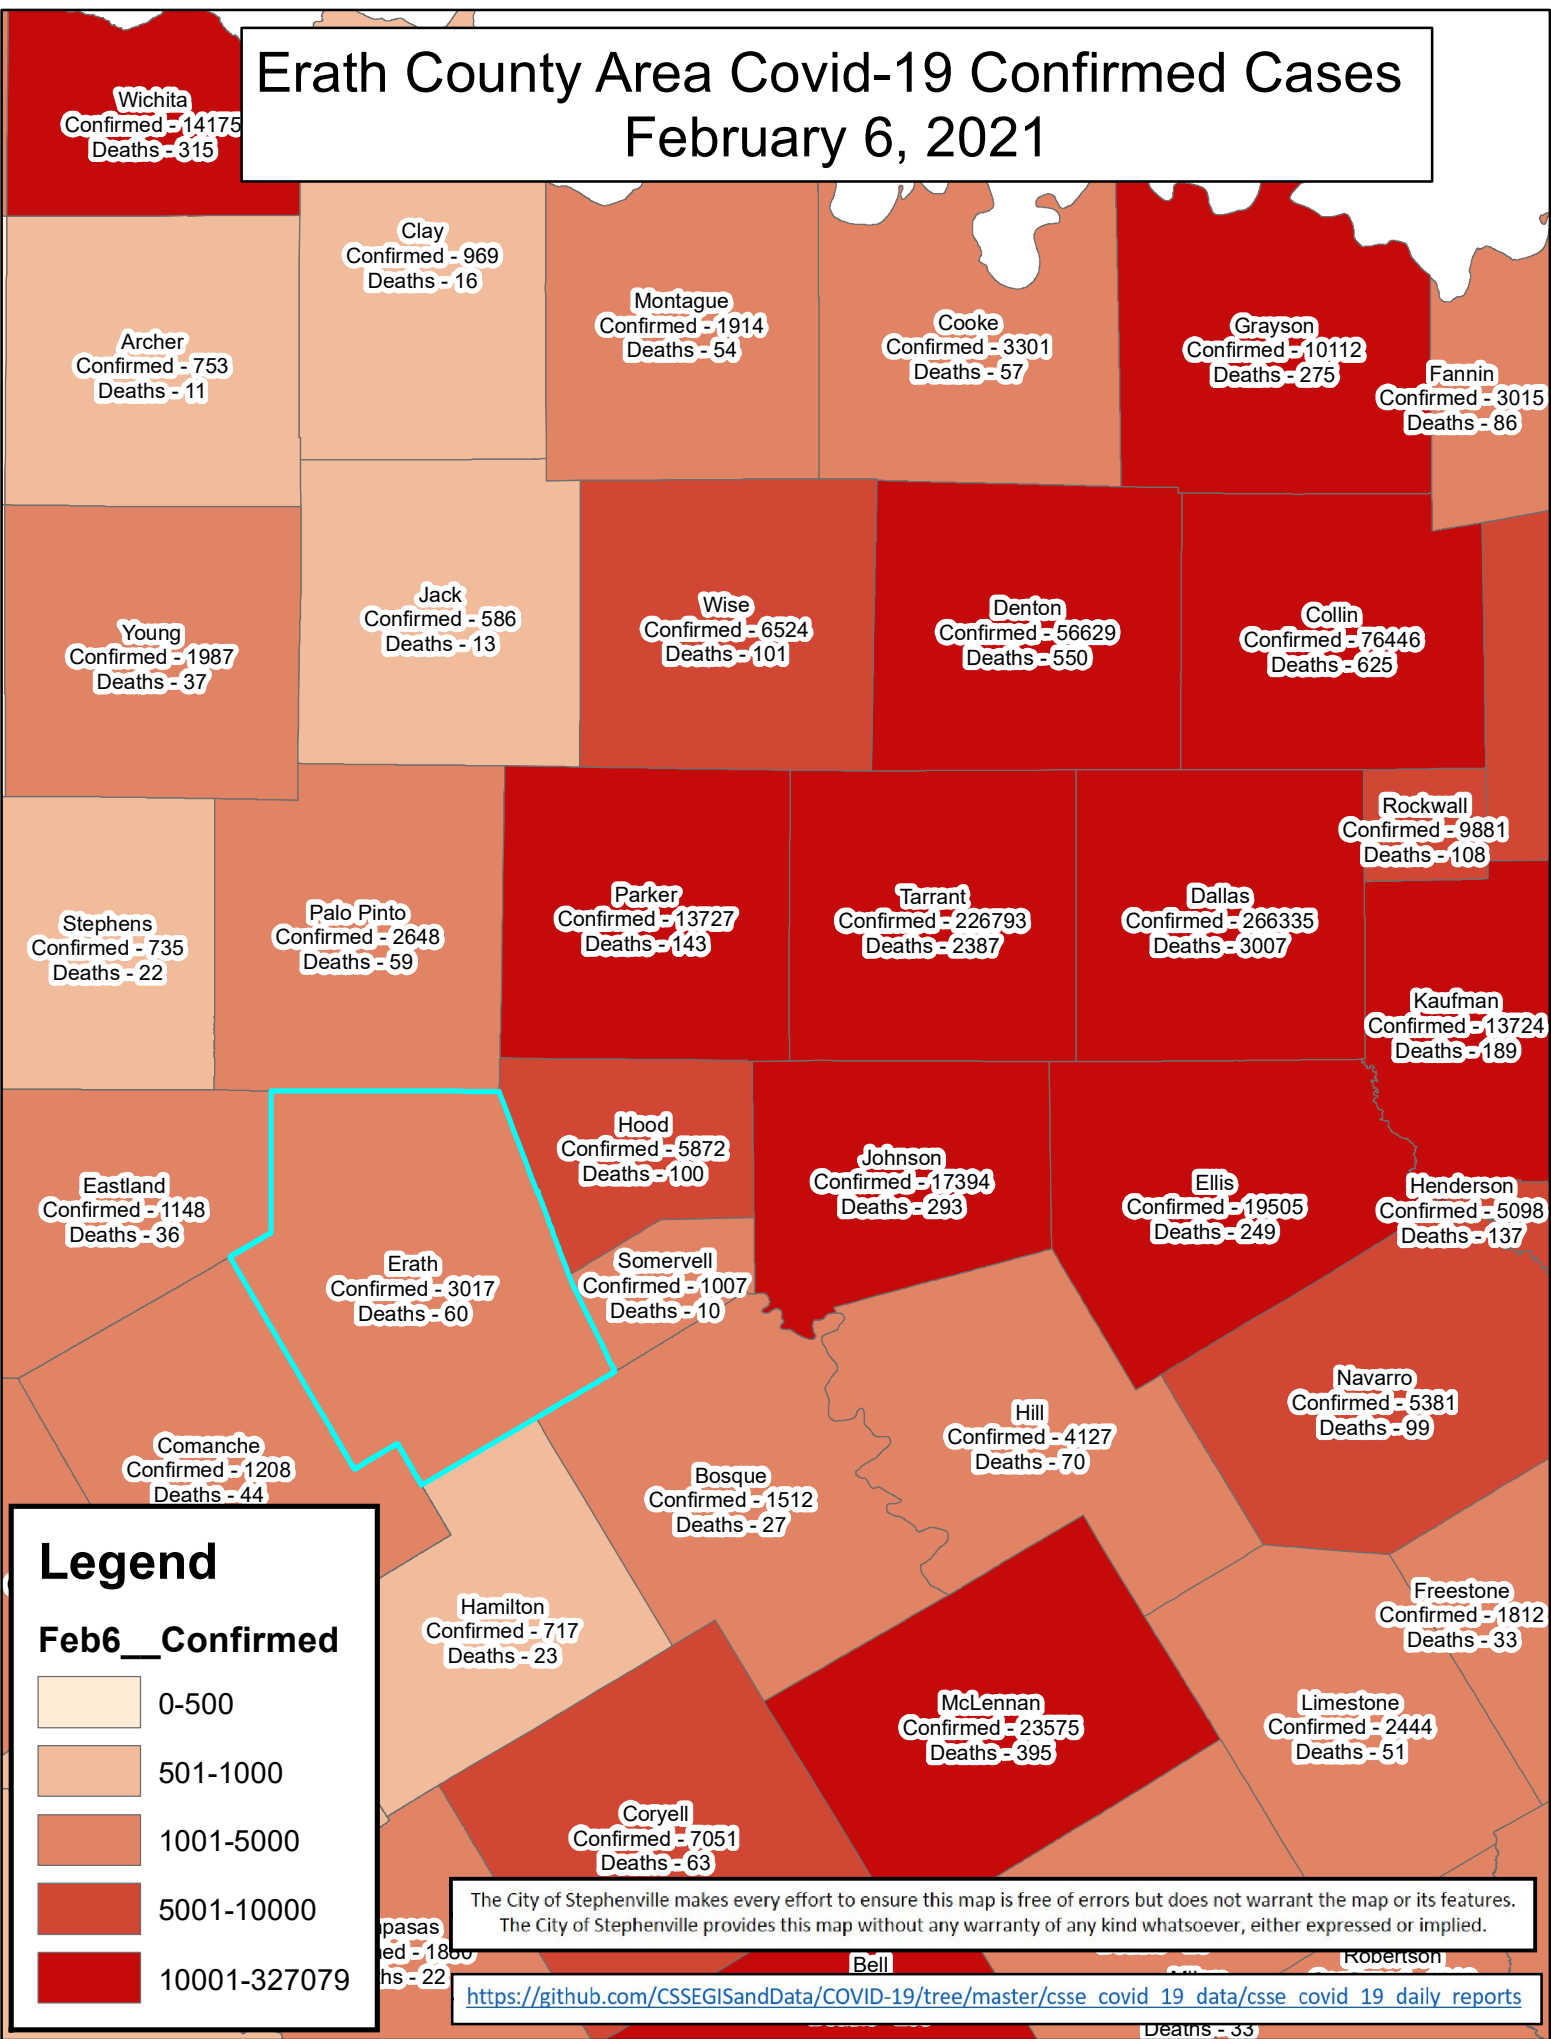 Erath County Area Covid-19 Confirmed Cases
February 6, 2021
Wichita
Confirmed - 14175
Deaths - 315
Clay
Confirmed - 969
Deaths - 16
Montague
Confirmed - 1914
Deaths - 54
Cooke
Confirmed - 3301
Deaths - 57
Grayson
Confirmed - 10112
Deaths - 275
Fannin
Confirmed - 3015
Deaths - 86
Archer
Confirmed - 753
Deaths - 11
Young
Confirmed - 1987
Deaths - 37
Jack
Confirmed - 586
Deaths - 13
Wise
Confirmed - 6524
Deaths - 101
Denton
Confirmed - 56629
Deaths - 550
Collin
Confirmed - 76446
Deaths - 625
Rockwall
Confirmed - 9881
Deaths - 108
Stephens
Confirmed - 735
Deaths - 22
Palo Pinto
Confirmed - 2648
Deaths - 59
Parker
Confirmed - 13727
Deaths - 143
Tarrant
Confirmed - 226793
Deaths - 2387
Dallas
Confirmed - 266335
Deaths - 3007
Kaufman
Confirmed - 13724
Deaths - 189
Eastland
Confirmed - 1148
Deaths - 36
Erath
Confirmed - 3017
Deaths - 60
Hood
Confirmed - 5872
Deaths - 100
Somervell
Confirmed - 1007
Deaths - 10
Johnson
Confirmed - 17394
Deaths - 293
Ellis
Confirmed - 19505
Deaths - 249
Henderson
Confirmed - 5098
Deaths - 137
Comanche
Confirmed - 1208
Deaths - 44
Bosque
Confirmed - 1512
Deaths - 27
Hill
Confirmed - 4127
Deaths - 70
Navarro
Confirmed - 5381
Deaths - 99
Hamilton
Confirmed - 717
Deaths - 23
Freestone
Confirmed - 1812
Deaths - 33
McLennan
Confirmed - 23575
Deaths - 395
Limestone
Confirmed - 2444
Deaths - 51
Coryell
Confirmed - 7051
Deaths - 63
Legend
Feb6__Confirmed
0-500
501-1000
1001-5000
5001-10000
10001-327079
The City of Stephenville makes every effort to ensure this map is free of errors but does not warrant the map or its features.
The City of Stephenville provides this map without any warranty of any kind whatsoever, either expressed or implied.
pasas
ed - 18
hs - 22
Bell
Robertson
https://github.com/CSSEGISandData/COVID-19/tree/master/csse_covid_19_data/csse_covid_19_daily_reports
Deaths - 33